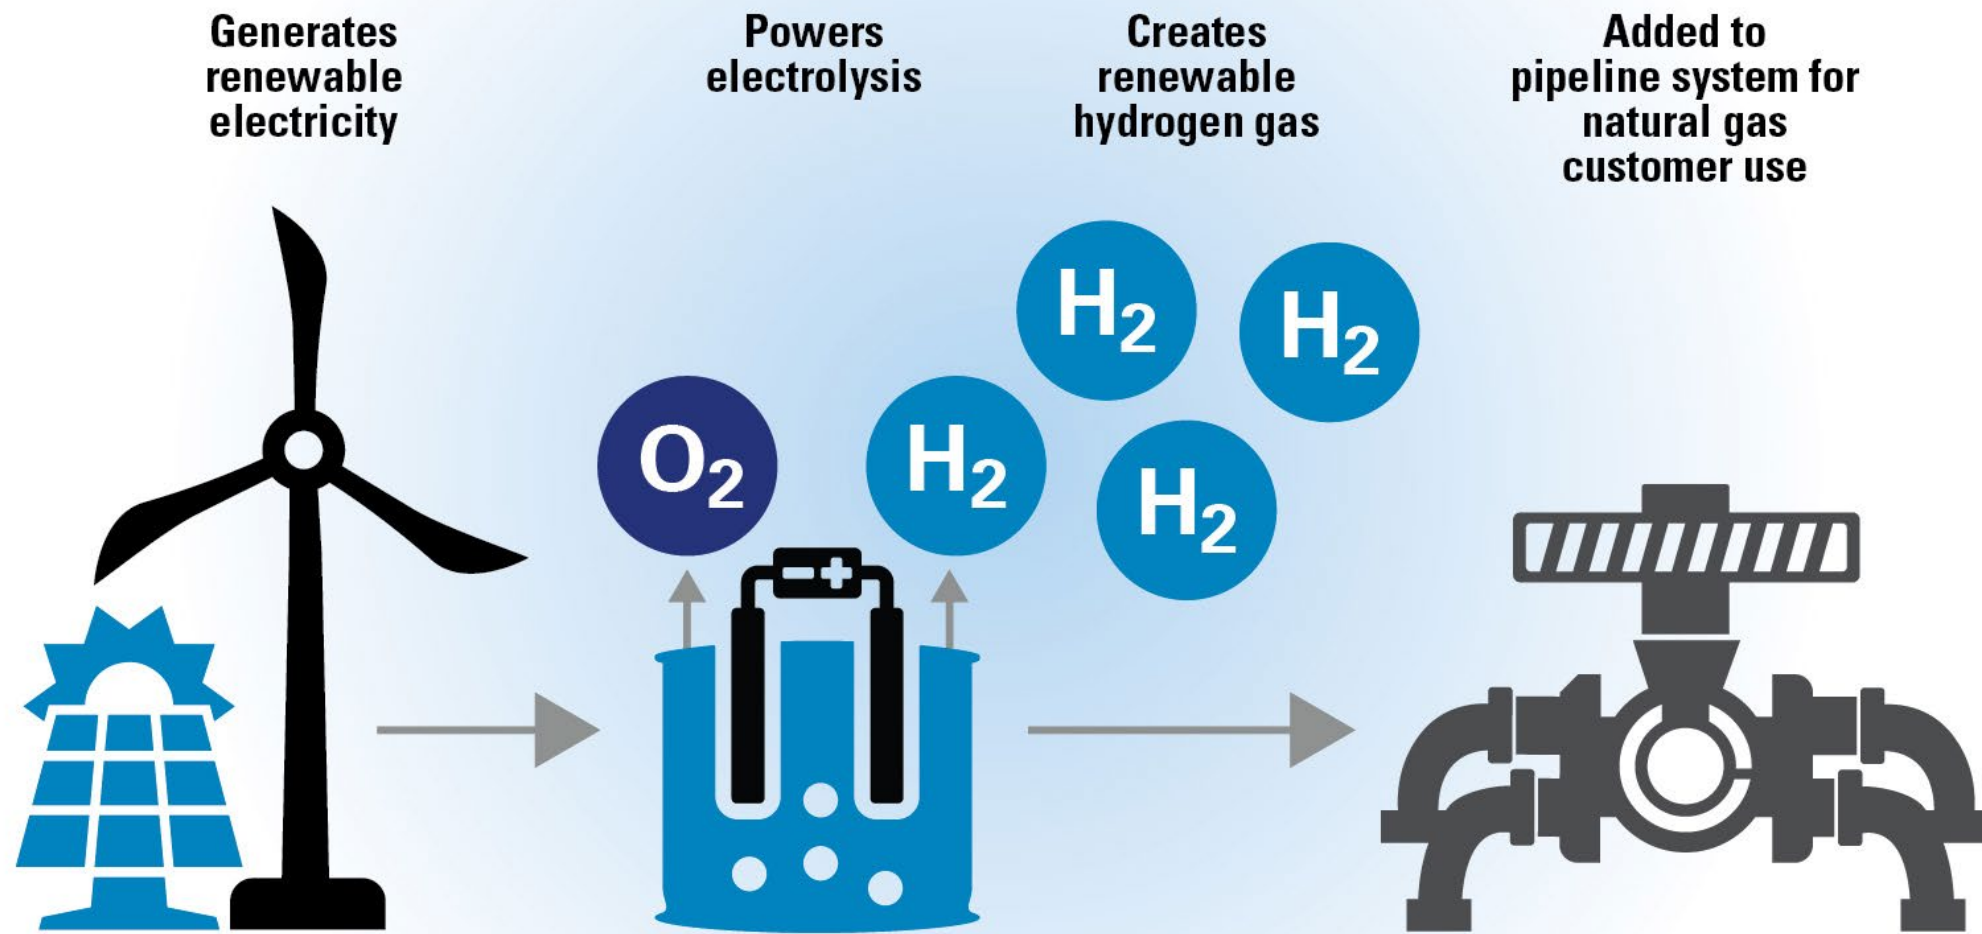 Generates
renewable
electricity
Powers
electrolysis
Creates
renewable
hydrogen gas
Added to
pipeline system for
natural gas
customer use
H₂
H₂
O₂
H₂
H₂
− +